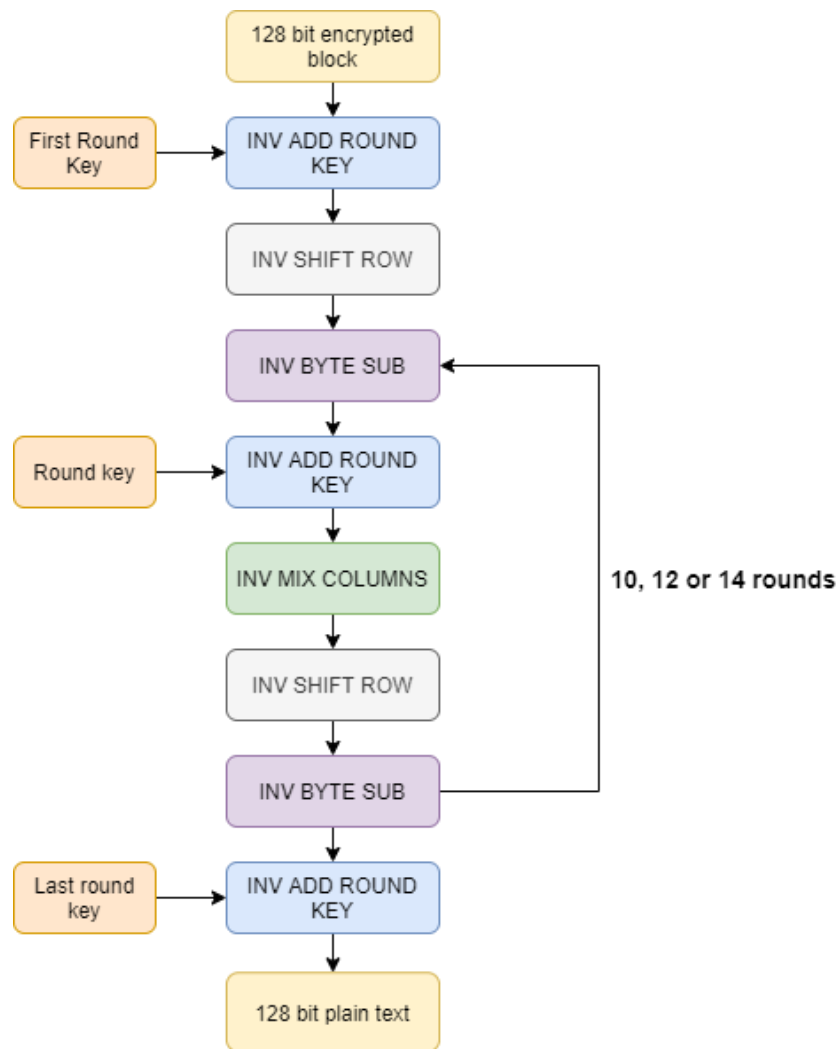 128 bit encrypted
block
First Round
Key
INV ADD ROUND
KEY
INV SHIFT ROW
INV BYTE SUB
Round key
INV ADD ROUND
KEY
INV MIX COLUMNS
10, 12 or 14 rounds
INV SHIFT ROW
INV BYTE SUB
Last round
key
INV ADD ROUND
KEY
128 bit plain text